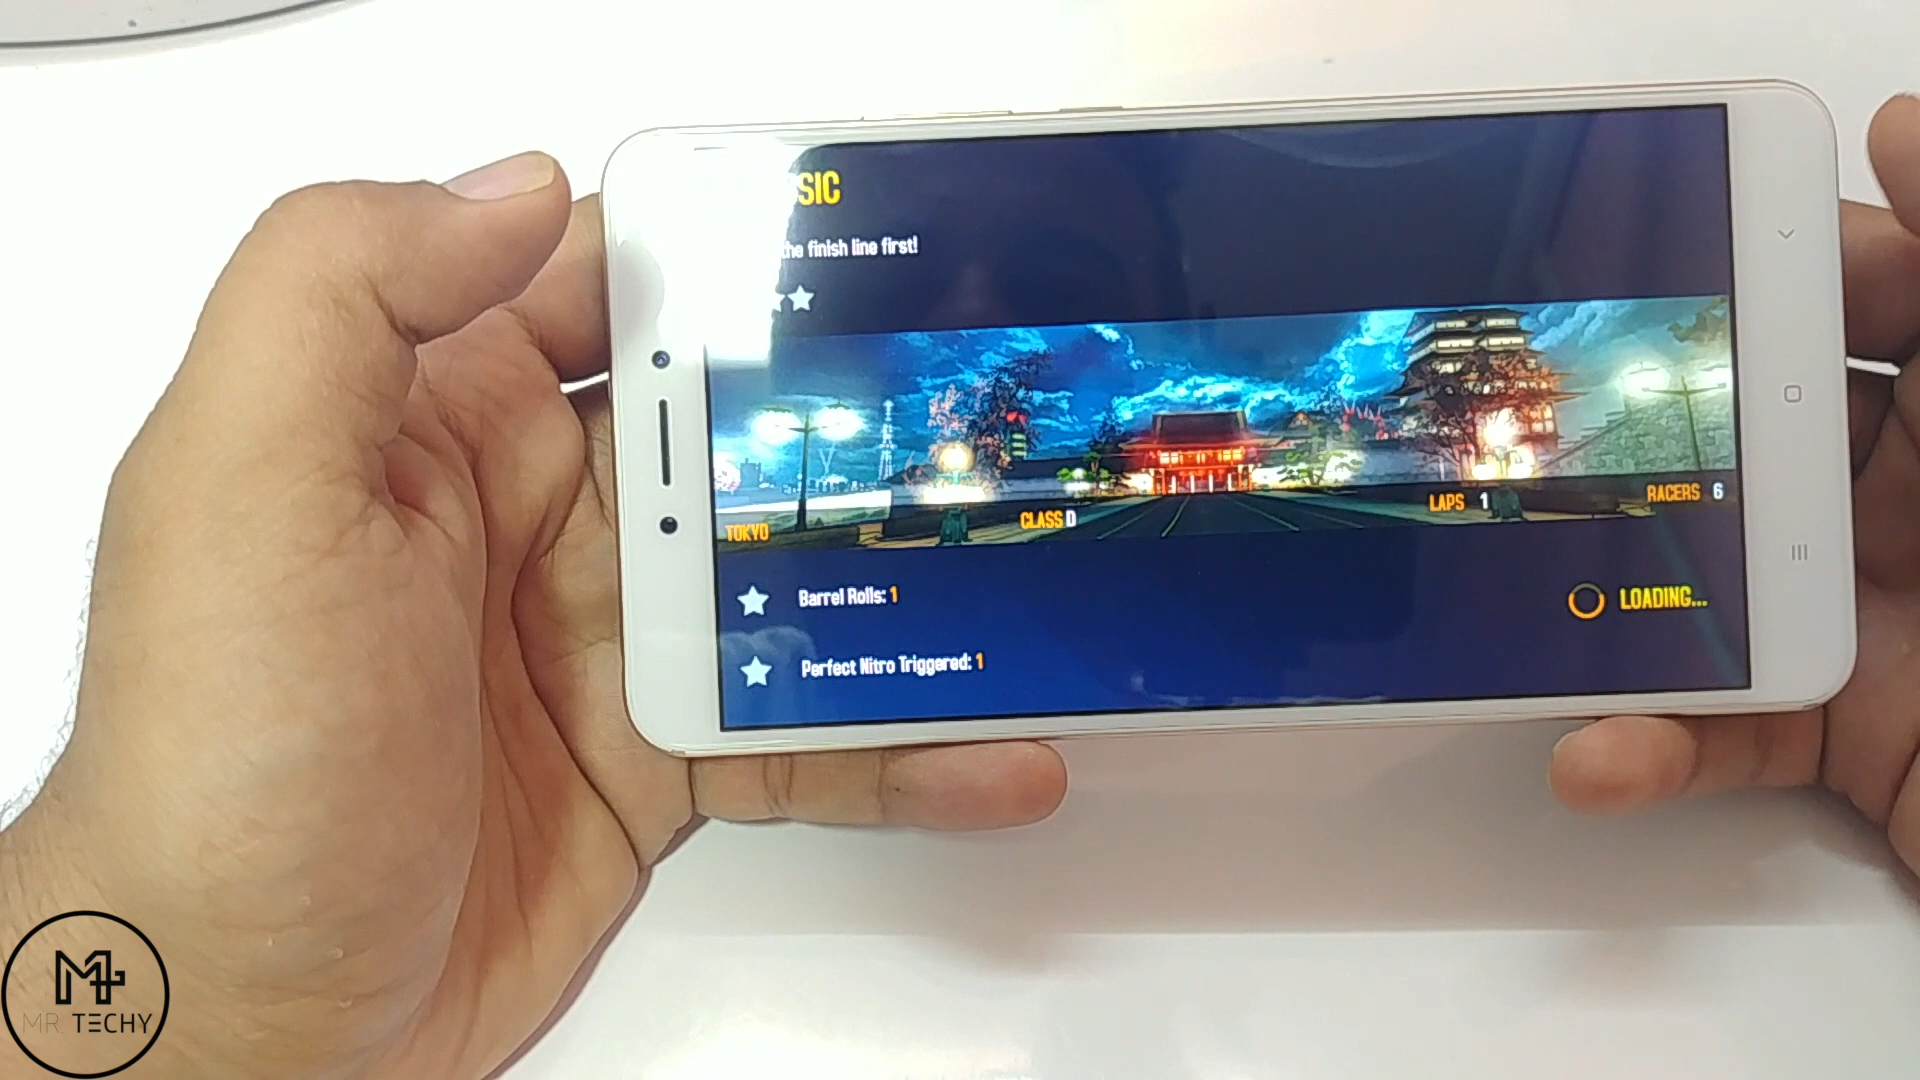 SIC
the finish line first!
TOKYO
CLASS D
LAPS 1
RACERS 6
Barrel Rolls: 1
LOADING...
Perfect Nitro Triggered: 1
MR. TECHY